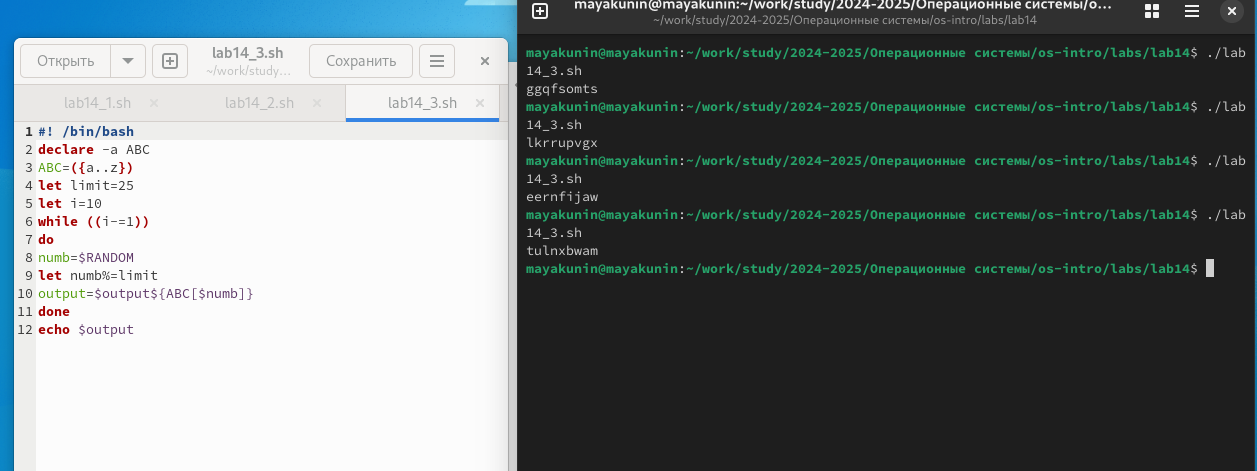 Открыть
lab14_3.sh
~/work/study…
Сохранить
lab14_1.sh
lab14_2.sh
lab14_3.sh
1 #! /bin/bash
2 declare -a ABC
3 ABC=({a..z})
4 let limit=25
5 let i=10
6 while ((i-=1))
7 do
8 numb=$RANDOM
9 let numb%=limit
10 output=$output${ABC[$numb]}
11 done
12 echo $output
mayakunin@mayakunin:~/work/study/2024-2025/Операционные системы/o…
~/work/study/2024-2025/Операционные системы/os-intro/labs/lab14
mayakunin@mayakunin:~/work/study/2024-2025/Операционные системы/os-intro/labs/lab14$ ./lab
14_3.sh
ggqfsomts
mayakunin@mayakunin:~/work/study/2024-2025/Операционные системы/os-intro/labs/lab14$ ./lab
14_3.sh
lkrrupvgx
mayakunin@mayakunin:~/work/study/2024-2025/Операционные системы/os-intro/labs/lab14$ ./lab
14_3.sh
eernfijaw
mayakunin@mayakunin:~/work/study/2024-2025/Операционные системы/os-intro/labs/lab14$ ./lab
14_3.sh
tulnxbwam
mayakunin@mayakunin:~/work/study/2024-2025/Операционные системы/os-intro/labs/lab14$